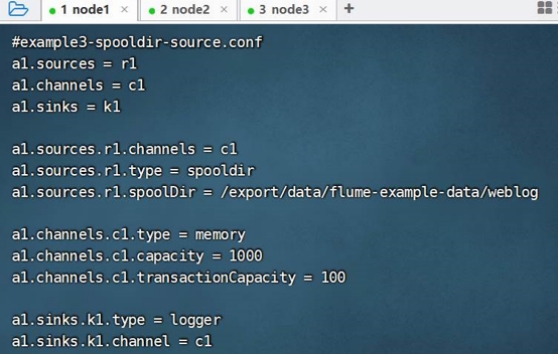 1 node1 × 2 node2 × 3 node3 × +
#example3-spooldir-source.conf
a1.sources = r1
a1.channels = c1
a1.sinks = k1
a1.sources.r1.channels = c1
a1.sources.r1.type = spooldir
a1.sources.r1.spoolDir = /export/data/flume-example-data/weblog
a1.channels.c1.type = memory
a1.channels.c1.capacity = 1000
a1.channels.c1.transactionCapacity = 100
a1.sinks.k1.type = logger
a1.sinks.k1.channel = c1